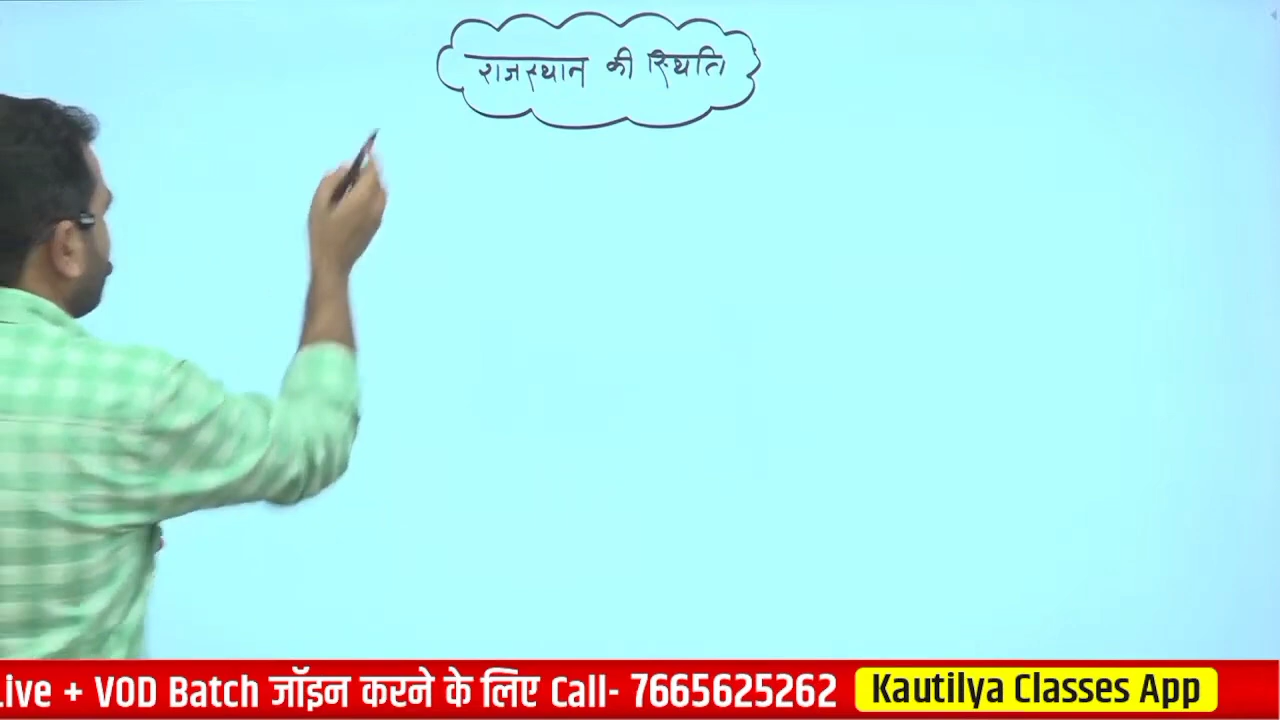 राजस्थान की स्थिति
Live + VOD Batch जॉइन करने के लिए Call- 7665625262 Kautilya Classes App